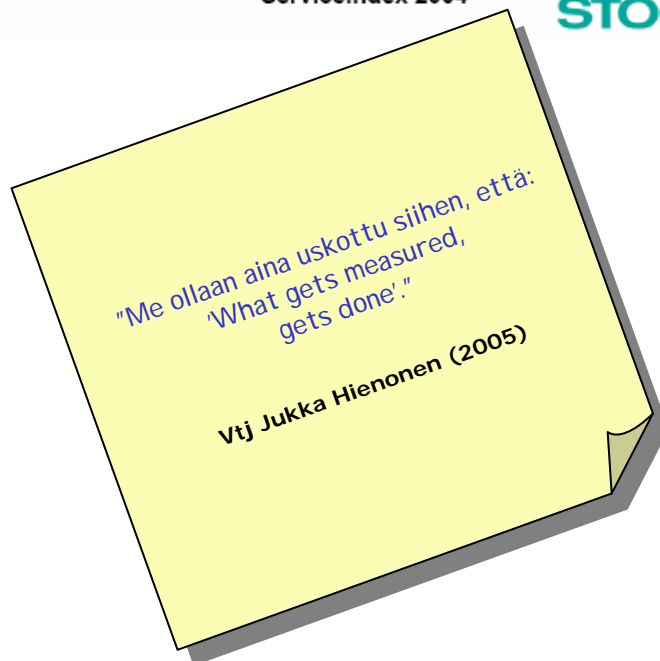 ServiceIndex 2004
STO
"Me ollaan aina uskottu siihen, että:
'What gets measured,
gets done'."
Vtj Jukka Hienonen (2005)